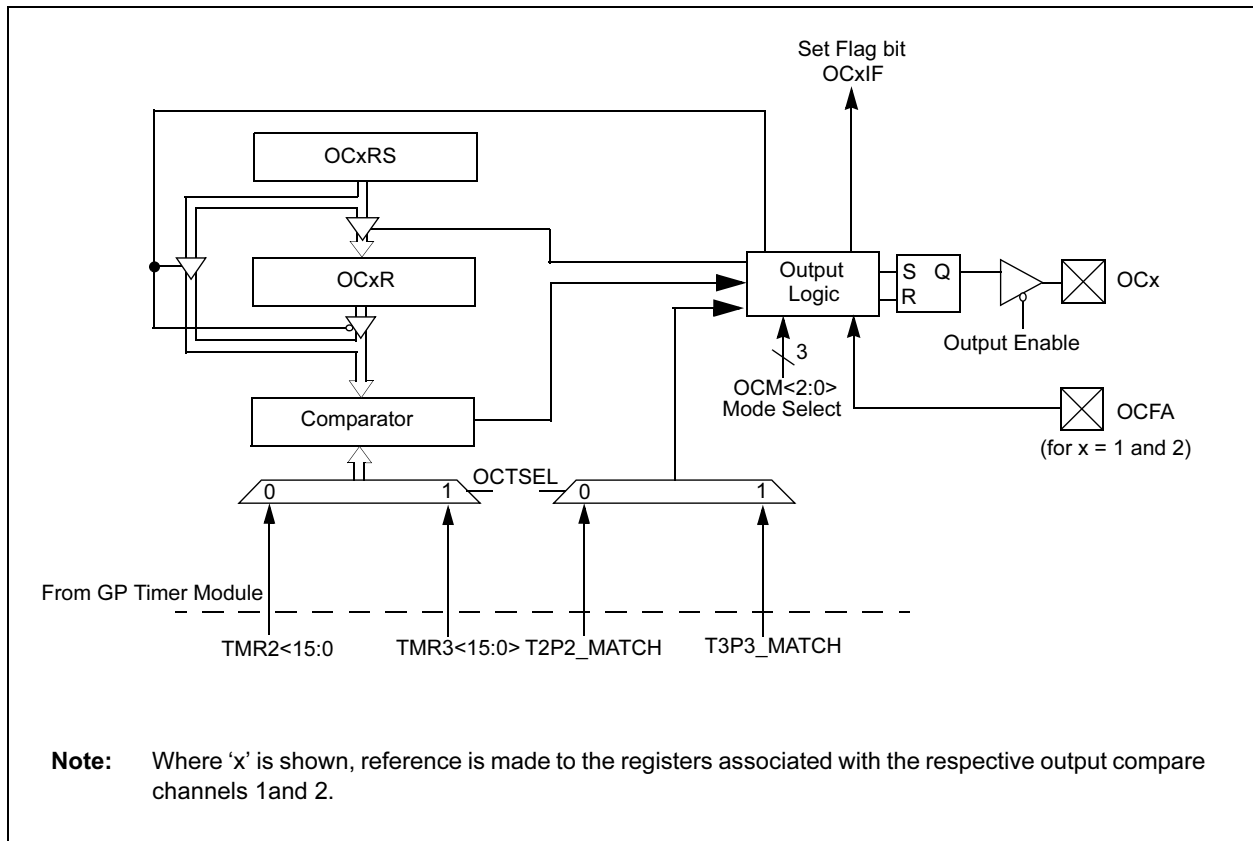 Set Flag bit
OCxIF
OCxRS
OCxR
Output
Logic
S Q
R
OCx
Output Enable
3
OCM<2:0>
Mode Select
OCFA
(for x = 1 and 2)
Comparator
OCTSEL
0 1
0 1
From GP Timer Module
TMR2<15:0
TMR3<15:0>
T2P2_MATCH
T3P3_MATCH
Note: Where ‘x’ is shown, reference is made to the registers associated with the respective output compare
channels 1and 2.